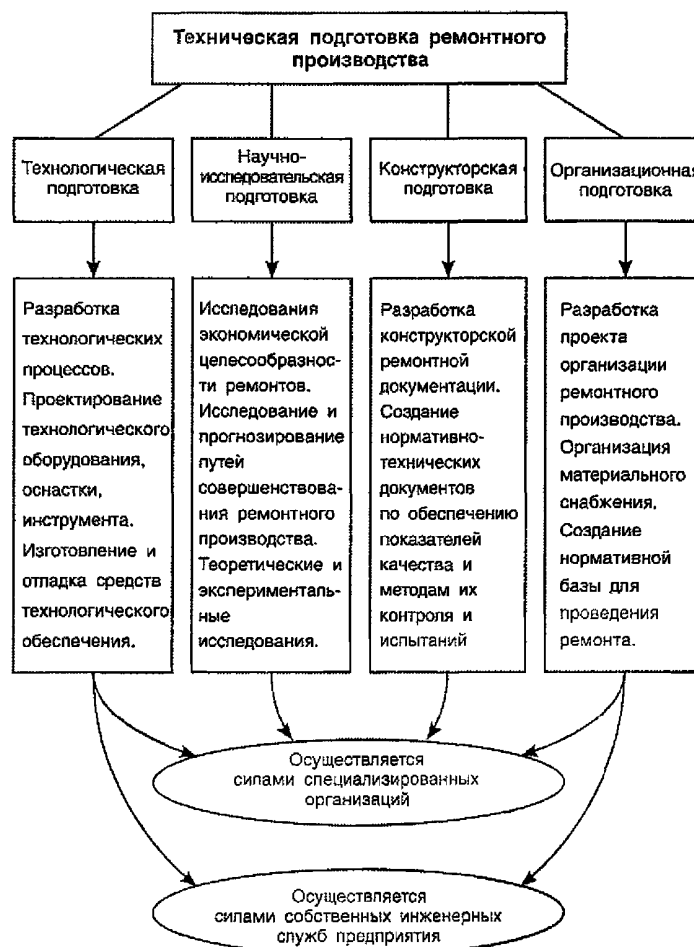 Техническая подготовка ремонтного
производства
Технологическая
подготовка
Научно-
исследовательская
подготовка
Конструкторская
подготовка
Организационная
подготовка
Разработка
технологических
процессов.
Проектирование
технологического
оборудования,
оснастки,
инструмента.
Изготовление и
отладка средств
технологического
обеспечения.
Исследования
экономической
целесообразнос-
ти ремонтов.
Исследование и
прогнозирование
путей
совершенствова-
ния ремонтного
производства.
Теоретические и
эксперименталь-
ные
исследования.
Разработка
конструкторской
ремонтной
документации.
Создание
нормативно-
технических
документов
по обеспечению
показателей
качества и
методам их
контроля и
испытаний
Разработка
проекта
организации
ремонтного
производства.
Организация
материального
снабжения.
Создание
нормативной
базы для
проведения
ремонта.
Осуществляется
силами специализированных
организаций
Осуществляется
силами собственных инженерных
служб предприятия